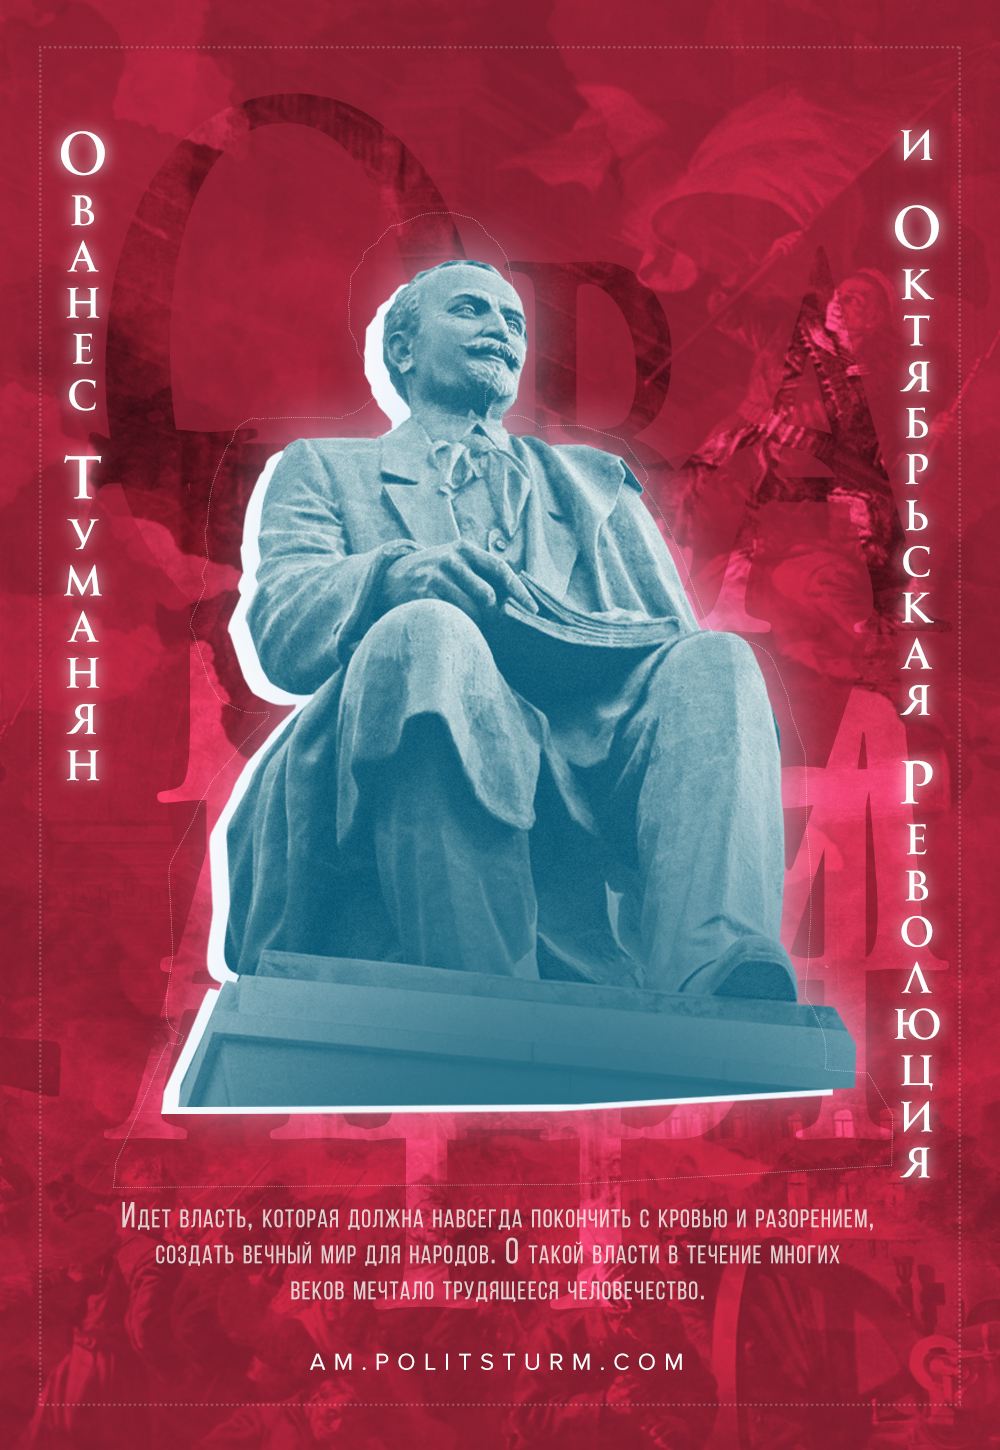 Ованес Туманян
и Октябрьская Революция
Идет власть, которая должна навсегда покончить с кровью и разорением,
создать вечный мир для народов. О такой власти в течение многих
веков мечтало трудящееся человечество.
AM.POLITSTURM.COM